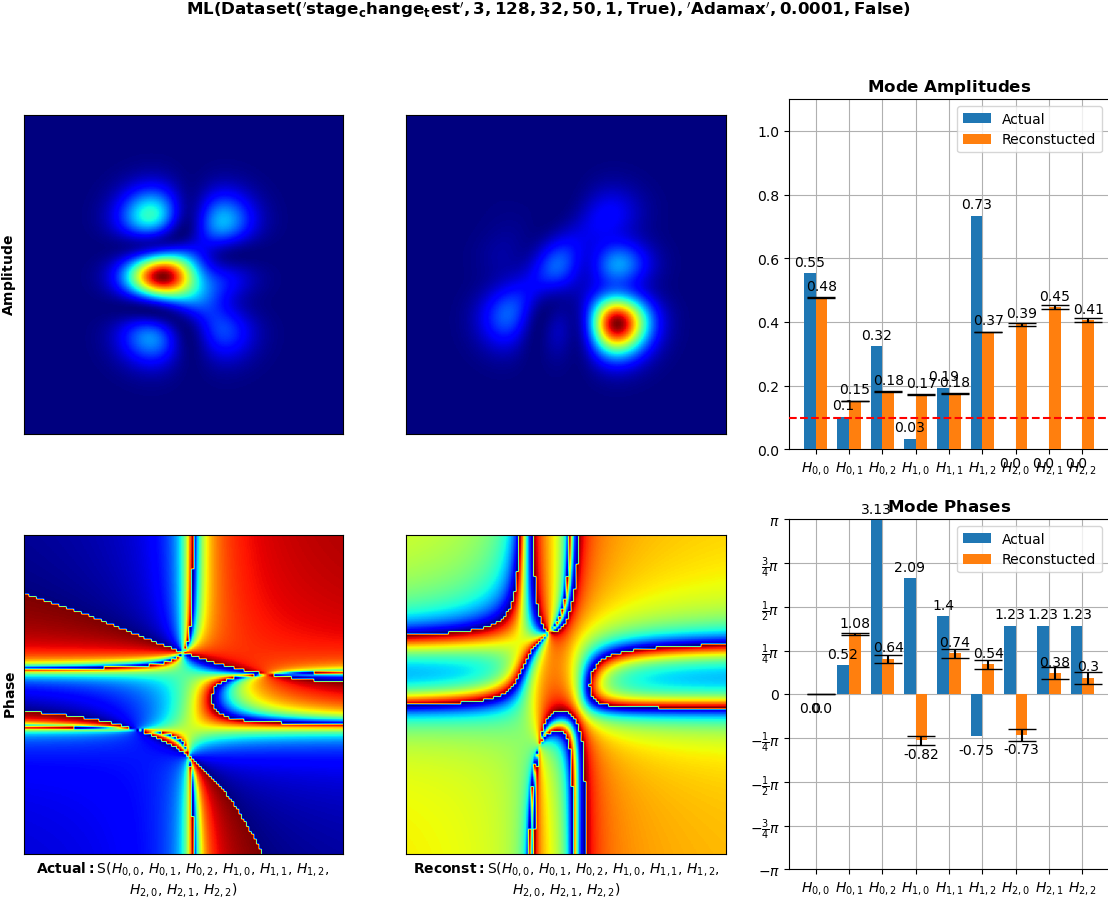 ML(Dataset('stage_change_test', 3, 128, 32, 50, 1, True), 'Adamax', 0.0001, False)
Amplitude
Mode Amplitudes
Actual
Reconstucted
1.0
0.8
0.6
0.4
0.2
0.0
0.55
0.48
0.1
0.15
0.32
0.18
0.03
0.17
0.19
0.18
0.73
0.37
0.0
0.39
0.0
0.45
0.0
0.41
H0,0 H0,1 H0,2 H1,0 H1,1 H1,2 H2,0 H2,1 H2,2
Phase
Mode Phases
Actual
Reconstucted
π
3/4π
1/2π
1/4π
0
−1/4π
−1/2π
−3/4π
−π
0.0
0.0
0.52
1.08
3.13
0.64
2.09
-0.82
1.4
0.74
-0.75
0.54
1.23
-0.73
1.23
0.38
1.23
0.3
H0,0 H0,1 H0,2 H1,0 H1,1 H1,2 H2,0 H2,1 H2,2
Actual: S(H0,0, H0,1, H0,2, H1,0, H1,1, H1,2,
H2,0, H2,1, H2,2)
Reconst: S(H0,0, H0,1, H0,2, H1,0, H1,1, H1,2,
H2,0, H2,1, H2,2)